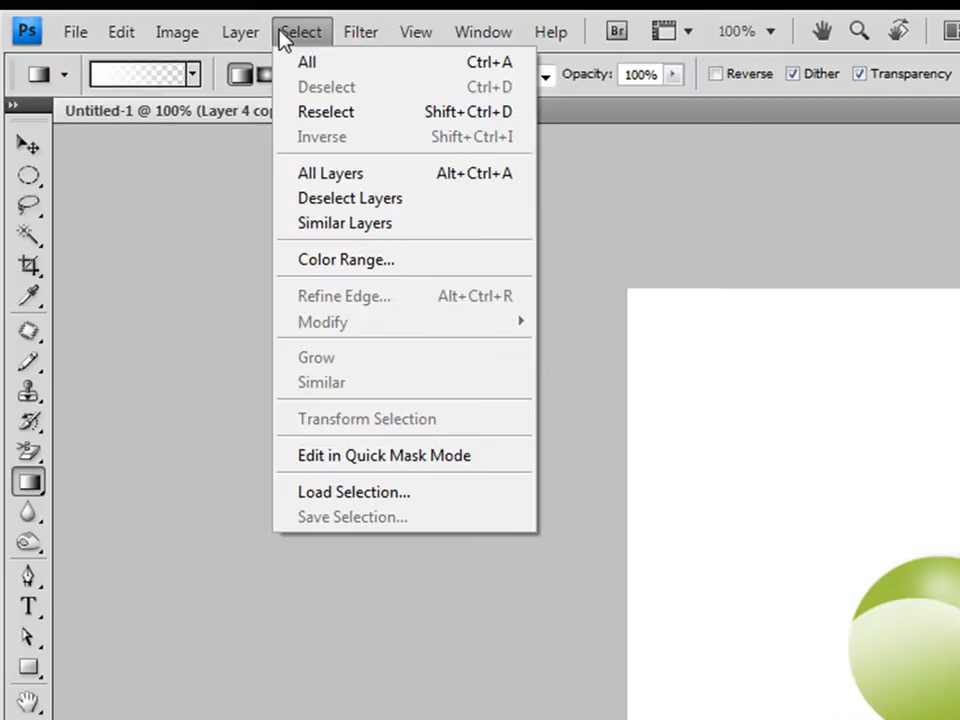 Ps File Edit Image Layer Select Filter View Window Help Br 100%
Opacity: 100% Reverse Dither Transparency
Untitled-1 @ 100% (Layer 4 cop
All Ctrl+A
Deselect Ctrl+D
Reselect Shift+Ctrl+D
Inverse Shift+Ctrl+I
All Layers Alt+Ctrl+A
Deselect Layers
Similar Layers
Color Range...
Refine Edge... Alt+Ctrl+R
Modify
Grow
Similar
Transform Selection
Edit in Quick Mask Mode
Load Selection...
Save Selection...
T